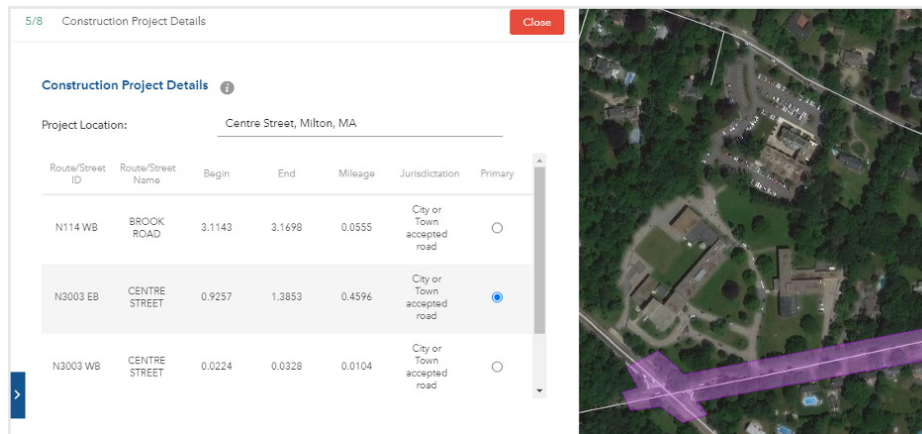 5/8 Construction Project Details Close
Construction Project Details i
Project Location: Centre Street, Milton, MA
Route/Street ID Route/Street Name Begin End Mileage Jurisdictation Primary
N114 WB BROOK ROAD 3.1143 3.1698 0.0555 City or Town accepted road
N3003 EB CENTRE STREET 0.9257 1.3853 0.4596 City or Town accepted road
N3003 WB CENTRE STREET 0.0224 0.0328 0.0104 City or Town accepted road